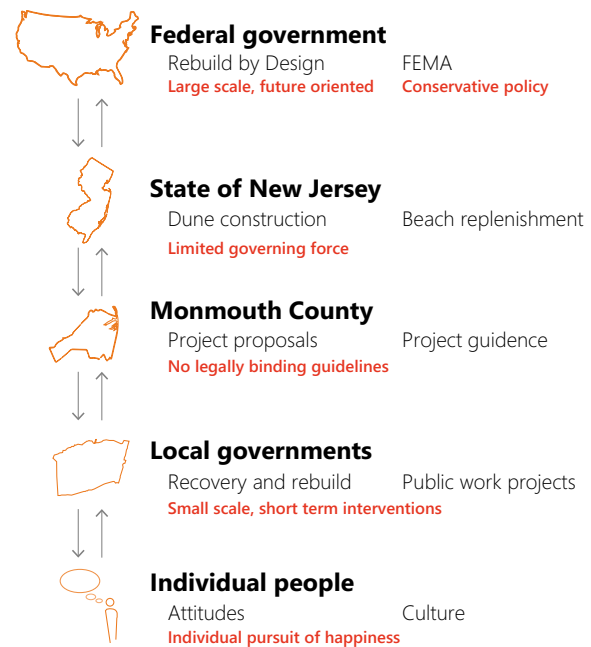 Federal government
Rebuild by Design FEMA
Large scale, future oriented Conservative policy
State of New Jersey
Dune construction Beach replenishment
Limited governing force
Monmouth County
Project proposals Project guidance
No legally binding guidelines
Local governments
Recovery and rebuild Public work projects
Small scale, short term interventions
Individual people
Attitudes Culture
Individual pursuit of happiness